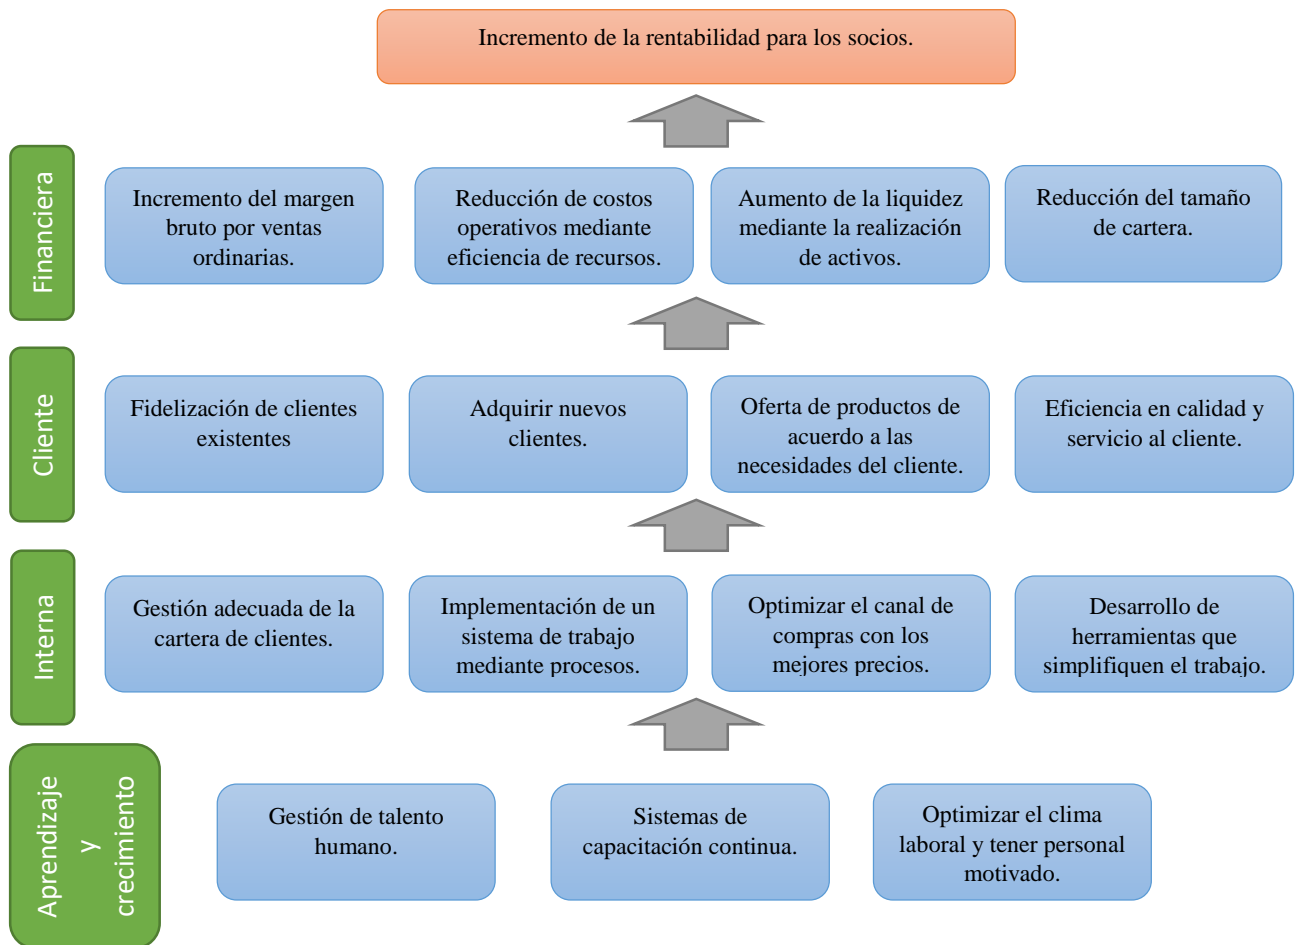 Incremento de la rentabilidad para los socios.
Financiera
Incremento del margen
bruto por ventas
ordinarias.
Reducción de costos
operativos mediante
eficiencia de recursos.
Aumento de la liquidez
mediante la realización
de activos.
Reducción del tamaño
de cartera.
Cliente
Fidelización de clientes
existentes
Adquirir nuevos
clientes.
Oferta de productos de
acuerdo a las
necesidades del cliente.
Eficiencia en calidad y
servicio al cliente.
Interna
Gestión adecuada de la
cartera de clientes.
Implementación de un
sistema de trabajo
mediante procesos.
Optimizar el canal de
compras con los
mejores precios.
Desarrollo de
herramientas que
simplifiquen el trabajo.
Aprendizaje
y
crecimiento
Gestión de talento
humano.
Sistemas de
capacitación continua.
Optimizar el clima
laboral y tener personal
motivado.